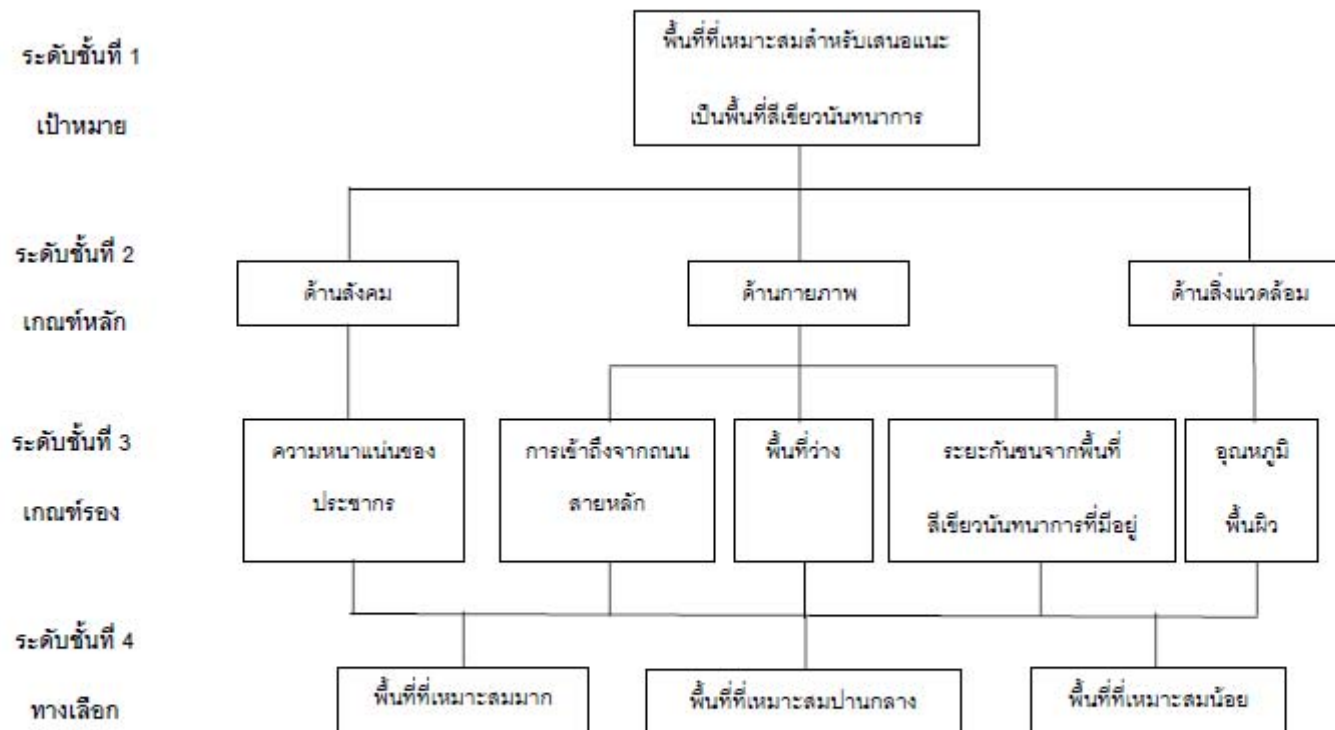 ระดับชั้นที่ 1
เป้าหมาย
พื้นที่ที่เหมาะสมสำหรับเสนอแนะ
เป็นพื้นที่สีเขียวนันทนาการ
ระดับชั้นที่ 2
เกณฑ์หลัก
ด้านสังคม
ด้านกายภาพ
ด้านสิ่งแวดล้อม
ระดับชั้นที่ 3
เกณฑ์รอง
ความหนาแน่นของ
ประชากร
การเข้าถึงจากถนน
สายหลัก
พื้นที่ว่าง
ระยะกันชนจากพื้นที่
สีเขียวนันทนาการที่มีอยู่
อุณหภูมิ
พื้นผิว
ระดับชั้นที่ 4
ทางเลือก
พื้นที่ที่เหมาะสมมาก
พื้นที่ที่เหมาะสมปานกลาง
พื้นที่ที่เหมาะสมน้อย